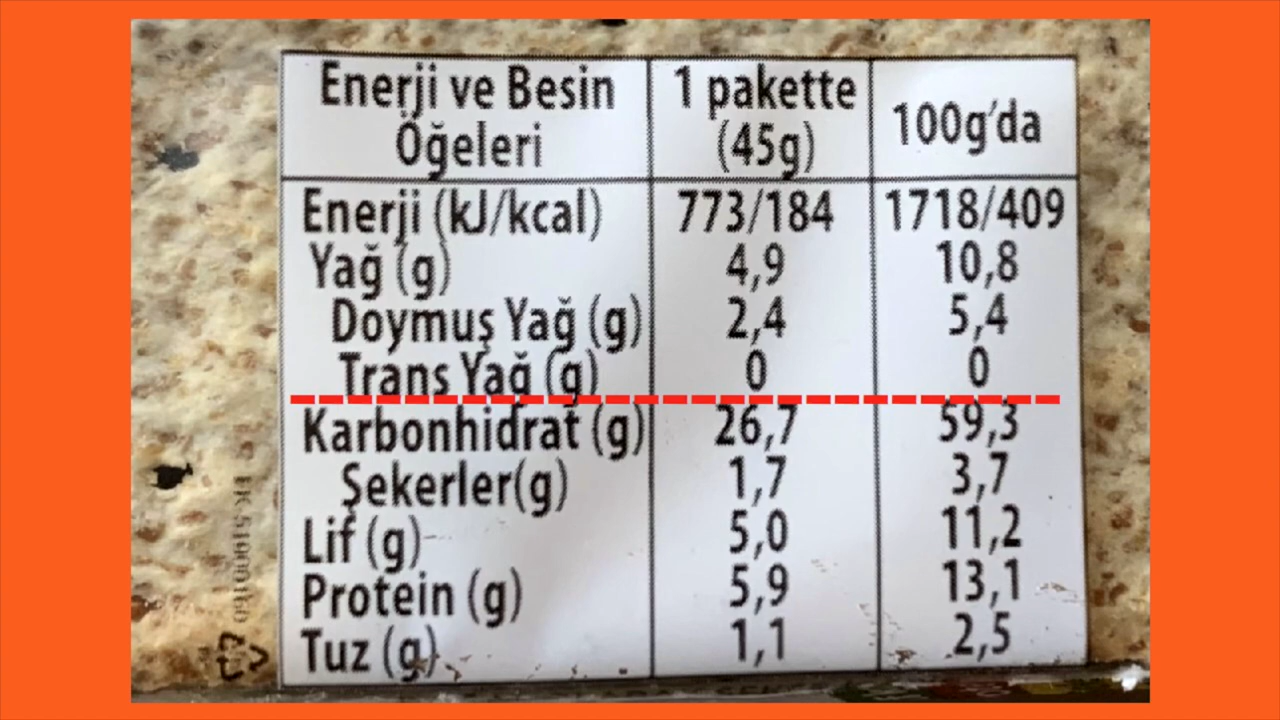 Enerji ve Besin Öğeleri 1 pakette (45g) 100g'da
Enerji (kJ/kcal) 773/184 1718/409
Yağ (g) 4,9 10,8
Doymuş Yağ (g) 2,4 5,4
Trans Yağ (g) 0 0
Karbonhidrat (g) 26,7 59,3
Şekerler(g) 1,7 3,7
Lif (g) 5,0 11,2
Protein (g) 5,9 13,1
Tuz (g) 1,1 2,5